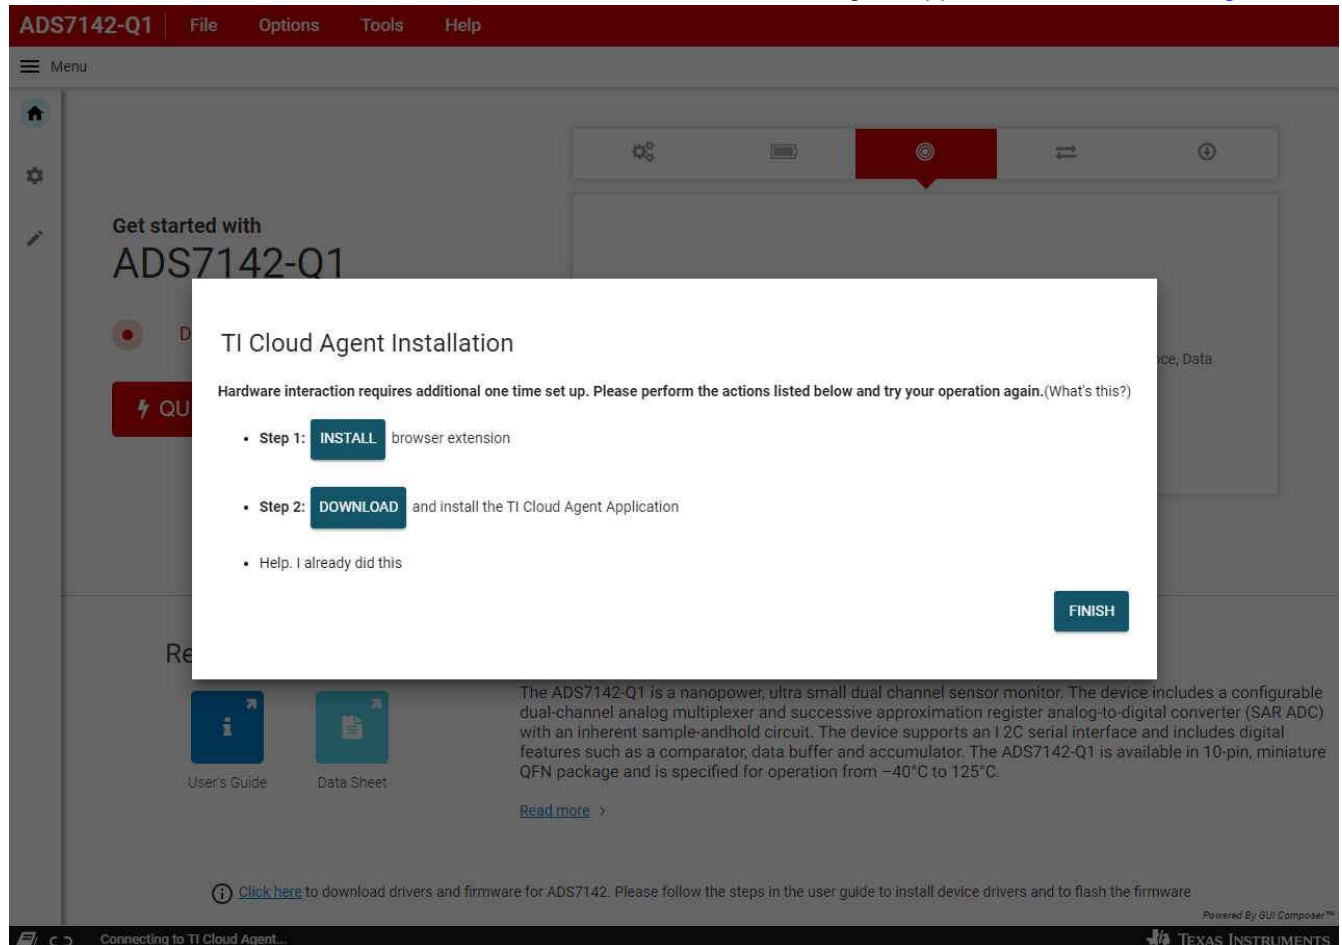 ADS7142-Q1 File Options Tools Help
Menu
Get started with
ADS7142-Q1
D
QU
nce, Data
TI Cloud Agent Installation
Hardware interaction requires additional one time set up. Please perform the actions listed below and try your operation again.(What's this?)
• Step 1: INSTALL browser extension
• Step 2: DOWNLOAD and install the TI Cloud Agent Application
• Help. I already did this
FINISH
Re
User's Guide Data Sheet
The ADS7142-Q1 is a nanopower, ultra small dual channel sensor monitor. The device includes a configurable
dual-channel analog multiplexer and successive approximation register analog-to-digital converter (SAR ADC)
with an inherent sample-andhold circuit. The device supports an I 2C serial interface and includes digital
features such as a comparator, data buffer and accumulator. The ADS7142-Q1 is available in 10-pin, miniature
QFN package and is specified for operation from –40°C to 125°C.
Read more >
Click here to download drivers and firmware for ADS7142. Please follow the steps in the user guide to install device drivers and to flash the firmware
Powered By GUI Composer™
Connecting to TI Cloud Agent... TEXAS INSTRUMENTS